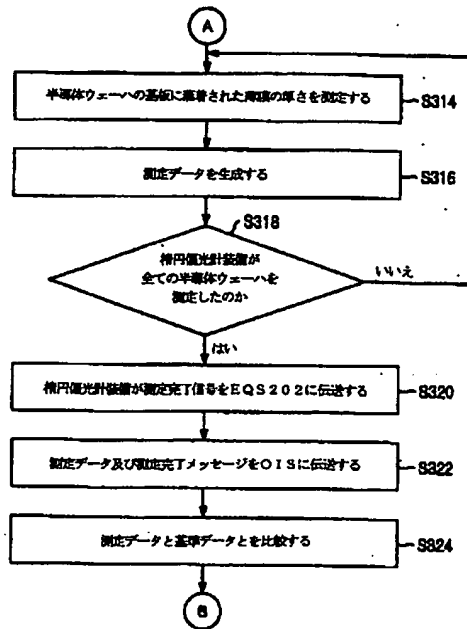 A
半導体ウェーハの基板に蒸着された薄膜の厚さを測定する
S314
測定データを生成する
S316
S318
楕円偏光計装備が
全ての半導体ウェーハを
測定したのか
いいえ
はい
楕円偏光計装備が測定完了信号をEQS202に伝送する
S320
測定データ及び測定完了メッセージをOISに伝送する
S322
測定データと基準データとを比較する
S324
B